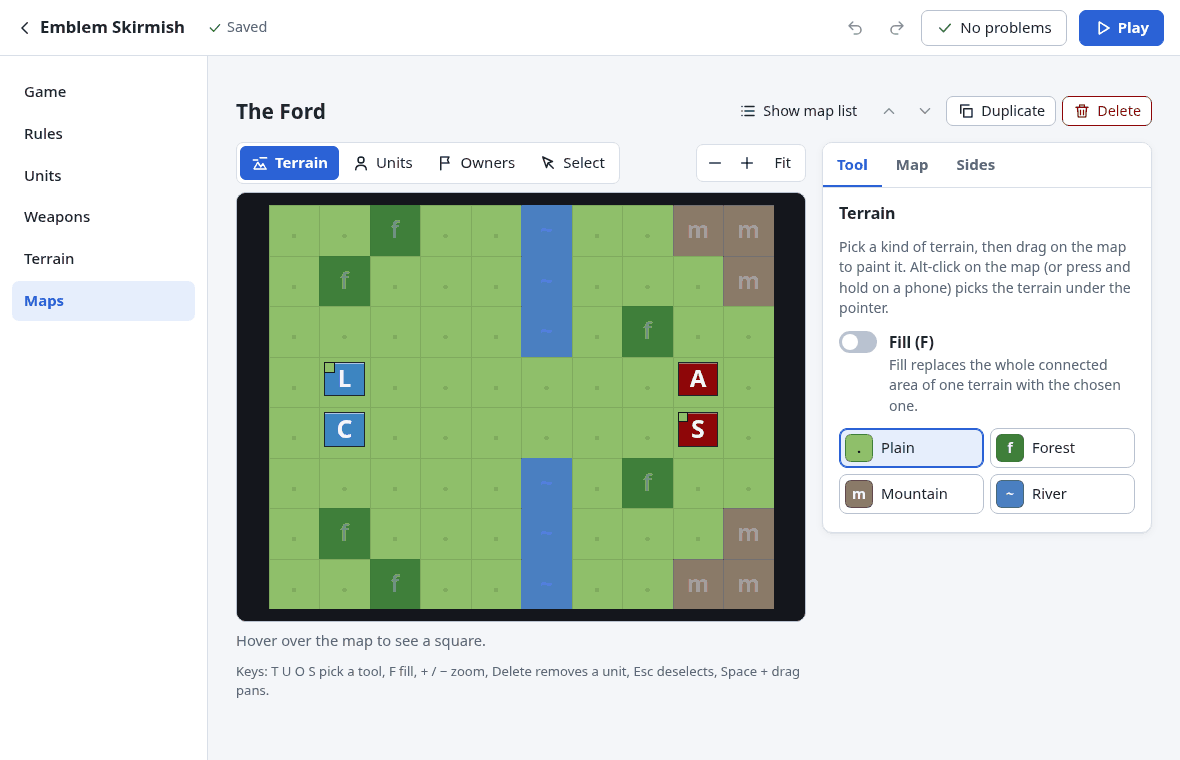 Emblem Skirmish
Saved
No problems
Play
Game
Rules
Units
Weapons
Terrain
Maps
The Ford
Show map list
Duplicate
Delete
Terrain
Units
Owners
Select
− + Fit
. . f . . ~ . . m m
. f . . . ~ . . . m
. . . . . ~ . f . .
. L . . . . . . A .
. C . . . . . . S .
. . . . . ~ . f . .
. f . . . ~ . . . m
. . f . . ~ . . m m
Hover over the map to see a square.
Keys: T U O S pick a tool, F fill, + / − zoom, Delete removes a unit, Esc deselects, Space + drag
pans.
Tool
Map
Sides
Terrain
Pick a kind of terrain, then drag on the map
to paint it. Alt-click on the map (or press and
hold on a phone) picks the terrain under the
pointer.
Fill (F)
Fill replaces the whole connected
area of one terrain with the chosen
one.
. Plain
f Forest
m Mountain
~ River